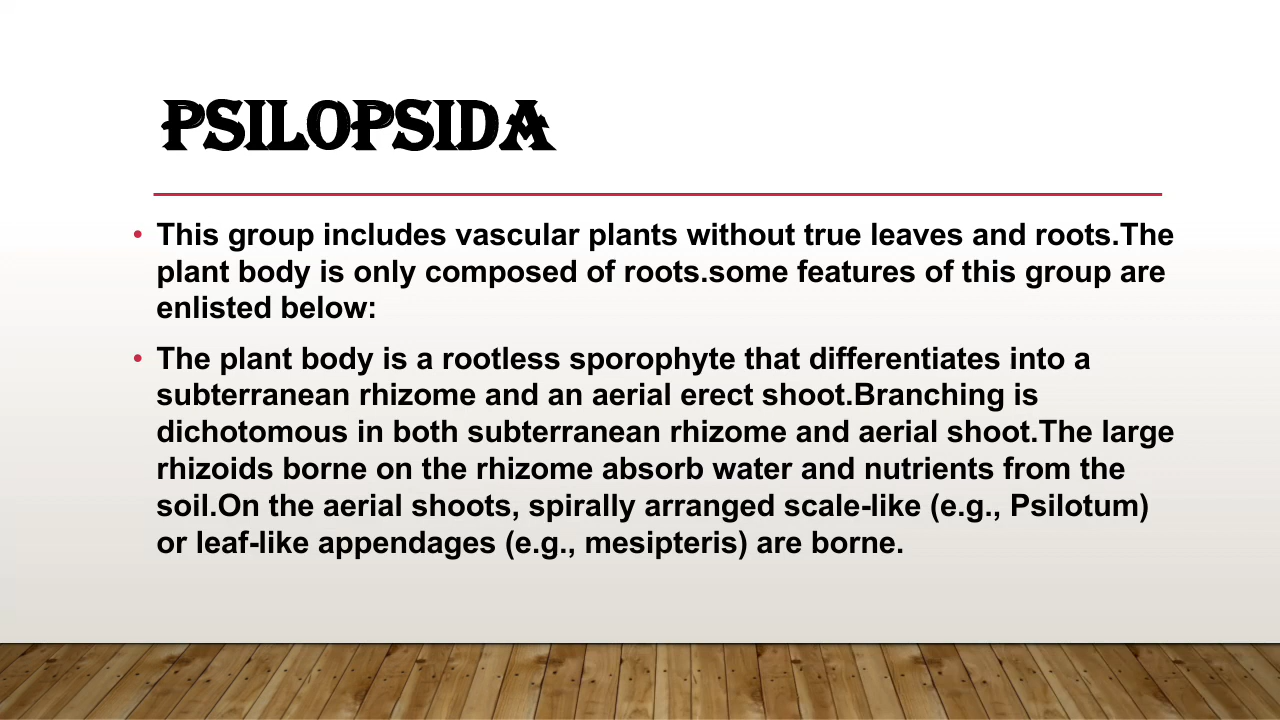 PSILOPSIDA
• This group includes vascular plants without true leaves and roots.The
plant body is only composed of roots.some features of this group are
enlisted below:
• The plant body is a rootless sporophyte that differentiates into a
subterranean rhizome and an aerial erect shoot.Branching is
dichotomous in both subterranean rhizome and aerial shoot.The large
rhizoids borne on the rhizome absorb water and nutrients from the
soil.On the aerial shoots, spirally arranged scale-like (e.g., Psilotum)
or leaf-like appendages (e.g., mesipteris) are borne.